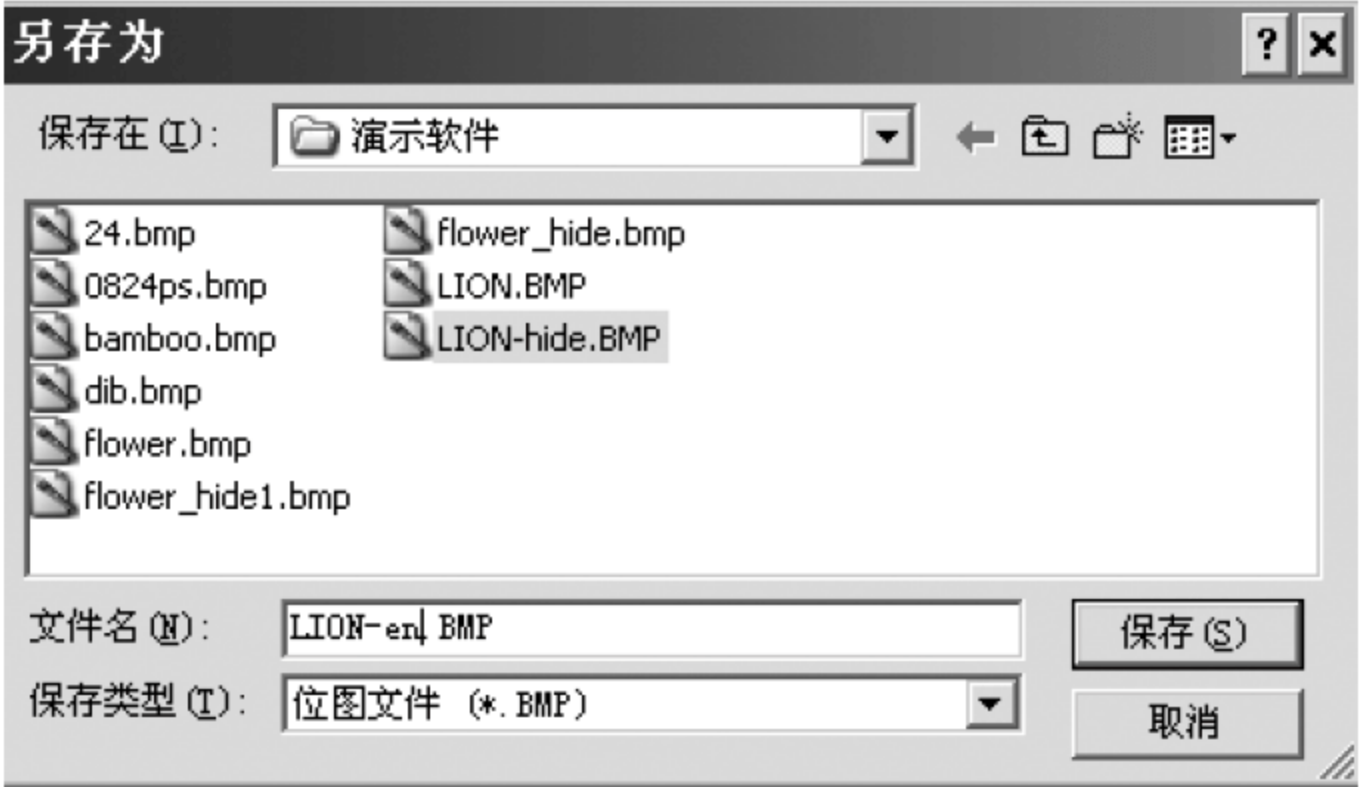 另存为
保存在(I):
演示软件
24.bmp
0824ps.bmp
bamboo.bmp
dib.bmp
flower.bmp
flower_hide1.bmp
flower_hide.bmp
LION.BMP
LION-hide.BMP
文件名(N):
LION-en.BMP
保存(S)
保存类型(T):
位图文件 (*.BMP)
取消